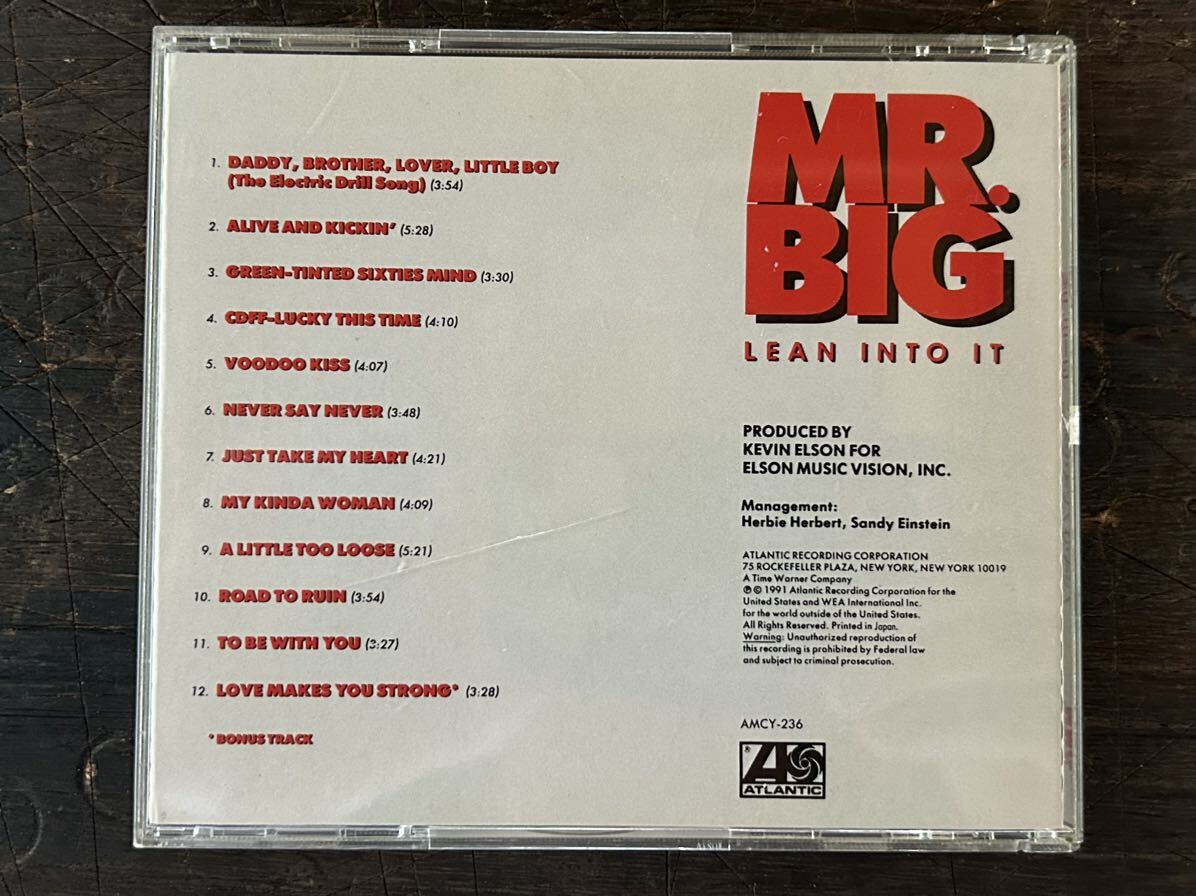 1. DADDY, BROTHER, LOVER, LITTLE BOY
(The Electric Drill Song) (3:54)
2. ALIVE AND KICKIN' (5:28)
3. GREEN-TINTED SIXTIES MIND (3:30)
4. CDFF-LUCKY THIS TIME (4:10)
5. VOODOO KISS (4:07)
6. NEVER SAY NEVER (3:48)
7. JUST TAKE MY HEART (4:21)
8. MY KINDA WOMAN (4:09)
9. A LITTLE TOO LOOSE (5:21)
10. ROAD TO RUIN (3:54)
11. TO BE WITH YOU (3:27)
12. LOVE MAKES YOU STRONG* (3:28)
*BONUS TRACK
MR.
BIG
LEAN INTO IT
PRODUCED BY
KEVIN ELSON FOR
ELSON MUSIC VISION, INC.
Management:
Herbie Herbert, Sandy Einstein
ATLANTIC RECORDING CORPORATION
75 ROCKEFELLER PLAZA, NEW YORK, NEW YORK 10019
A Time Warner Company
℗ © 1991 Atlantic Recording Corporation for the
United States and WEA International Inc.
for the world outside of the United States.
All Rights Reserved. Printed in Japan.
Warning: Unauthorized reproduction of
this recording is prohibited by Federal law
and subject to criminal prosecution.
AMCY-236
®
ATLANTIC